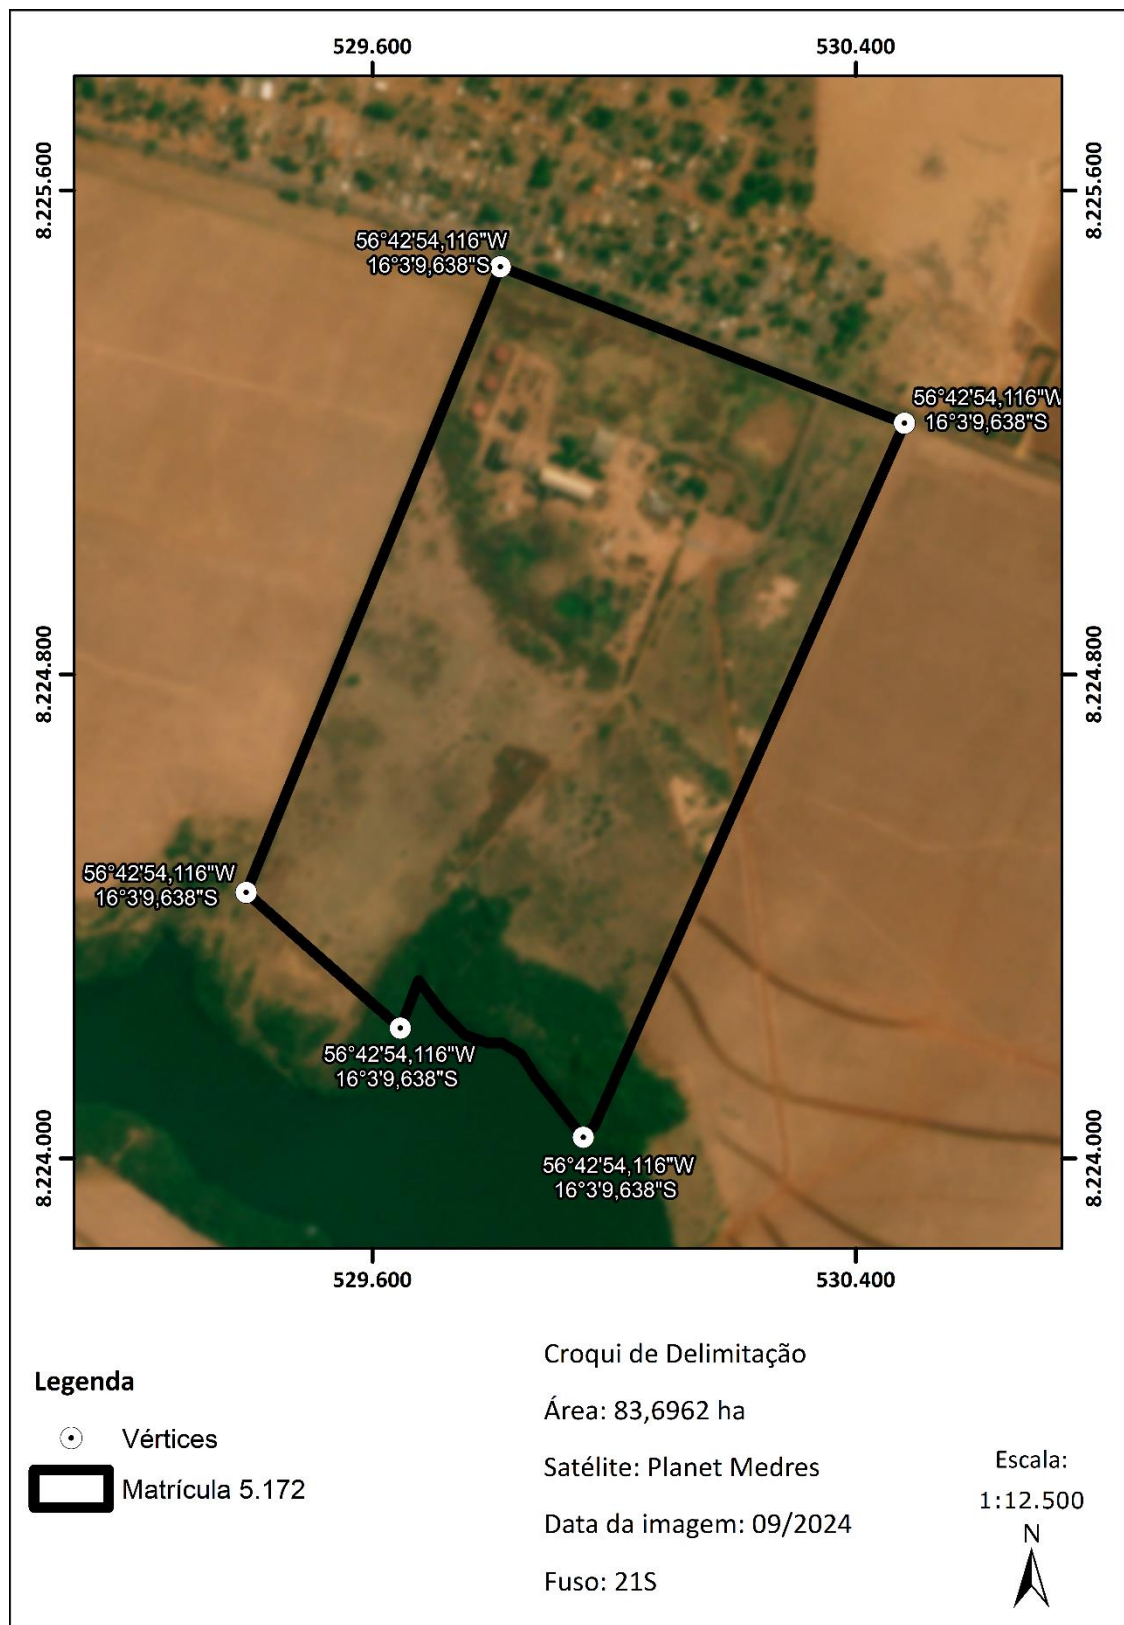 529.600
530.400
8.225.600
8.225.600
56°42'54,116"W
16°3'9,638"S
56°42'54,116"W
16°3'9,638"S
8.224.800
8.224.800
56°42'54,116"W
16°3'9,638"S
56°42'54,116"W
16°3'9,638"S
8.224.000
8.224.000
56°42'54,116"W
16°3'9,638"S
529.600
530.400
Legenda
Vértices
Matrícula 5.172
Croqui de Delimitação
Área: 83,6962 ha
Satélite: Planet Medres
Data da imagem: 09/2024
Fuso: 21S
Escala:
1:12.500
N